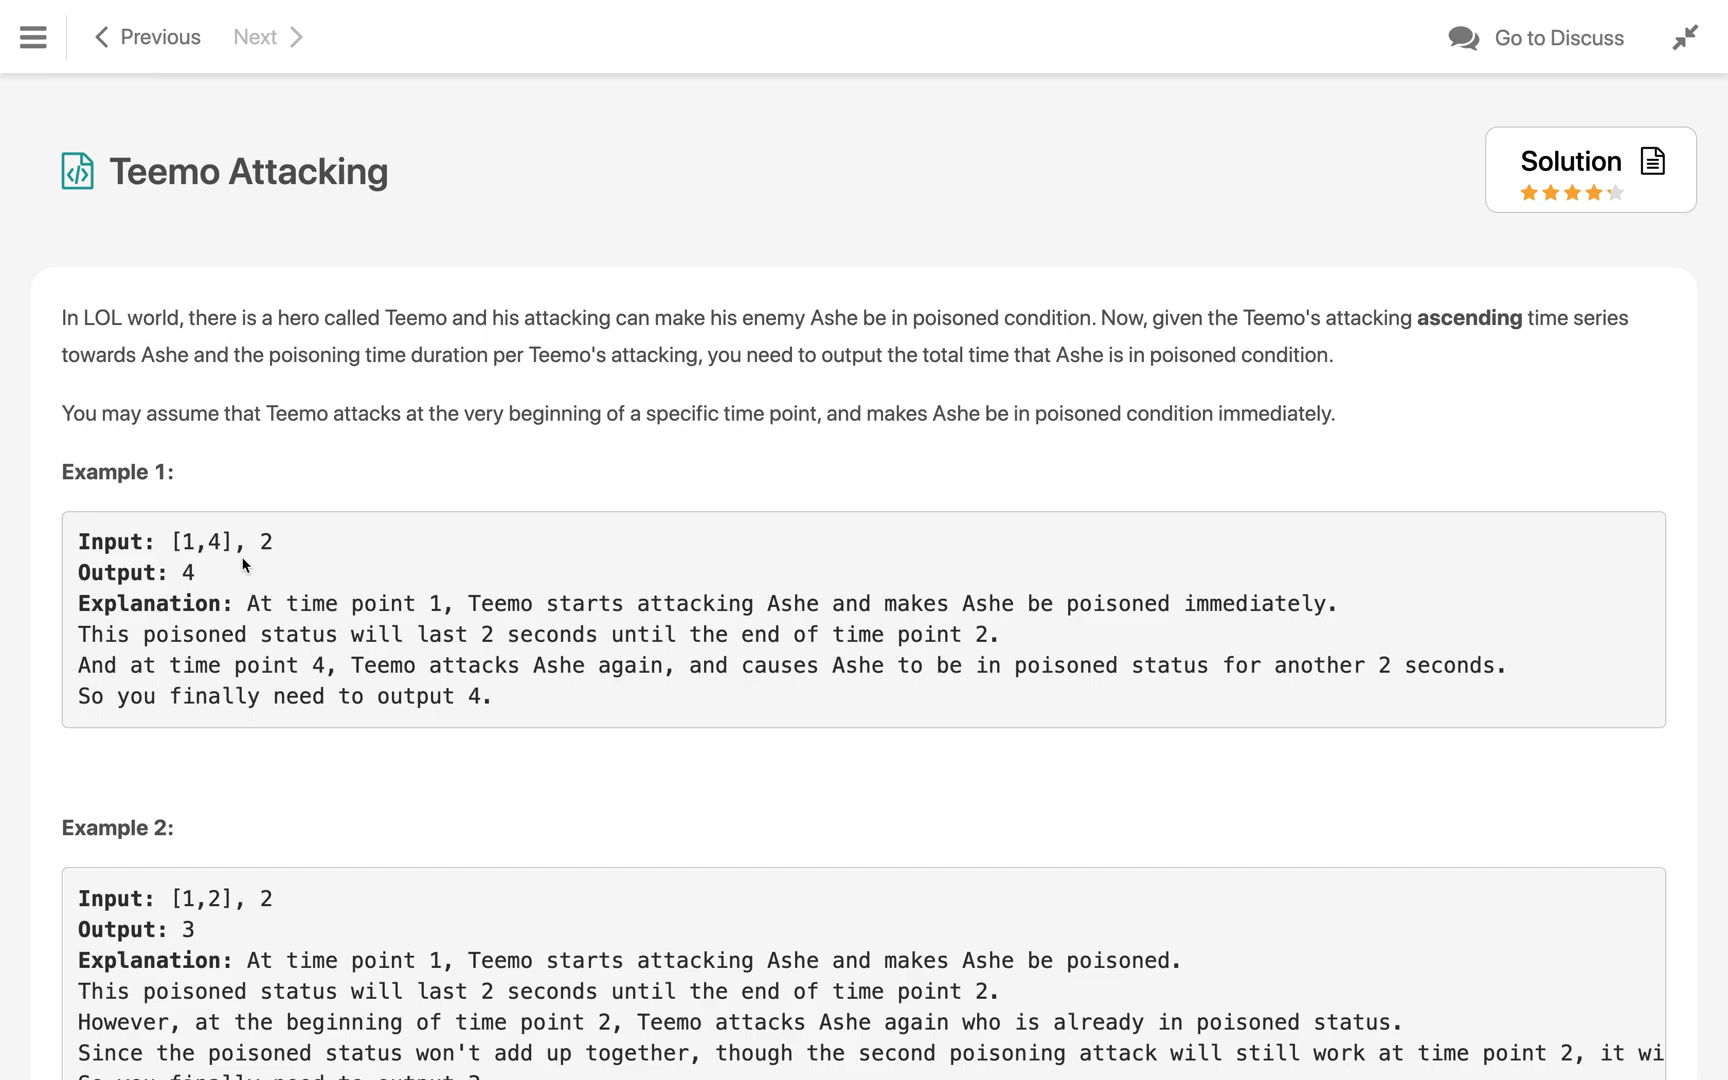 Previous
Next
Go to Discuss
Teemo Attacking
Solution
In LOL world, there is a hero called Teemo and his attacking can make his enemy Ashe be in poisoned condition. Now, given the Teemo's attacking ascending time series
towards Ashe and the poisoning time duration per Teemo's attacking, you need to output the total time that Ashe is in poisoned condition.
You may assume that Teemo attacks at the very beginning of a specific time point, and makes Ashe be in poisoned condition immediately.
Example 1:
Input: [1,4], 2
Output: 4
Explanation: At time point 1, Teemo starts attacking Ashe and makes Ashe be poisoned immediately.
This poisoned status will last 2 seconds until the end of time point 2.
And at time point 4, Teemo attacks Ashe again, and causes Ashe to be in poisoned status for another 2 seconds.
So you finally need to output 4.
Example 2:
Input: [1,2], 2
Output: 3
Explanation: At time point 1, Teemo starts attacking Ashe and makes Ashe be poisoned.
This poisoned status will last 2 seconds until the end of time point 2.
However, at the beginning of time point 2, Teemo attacks Ashe again who is already in poisoned status.
Since the poisoned status won't add up together, though the second poisoning attack will still work at time point 2, it wi
So you finally need to output 3